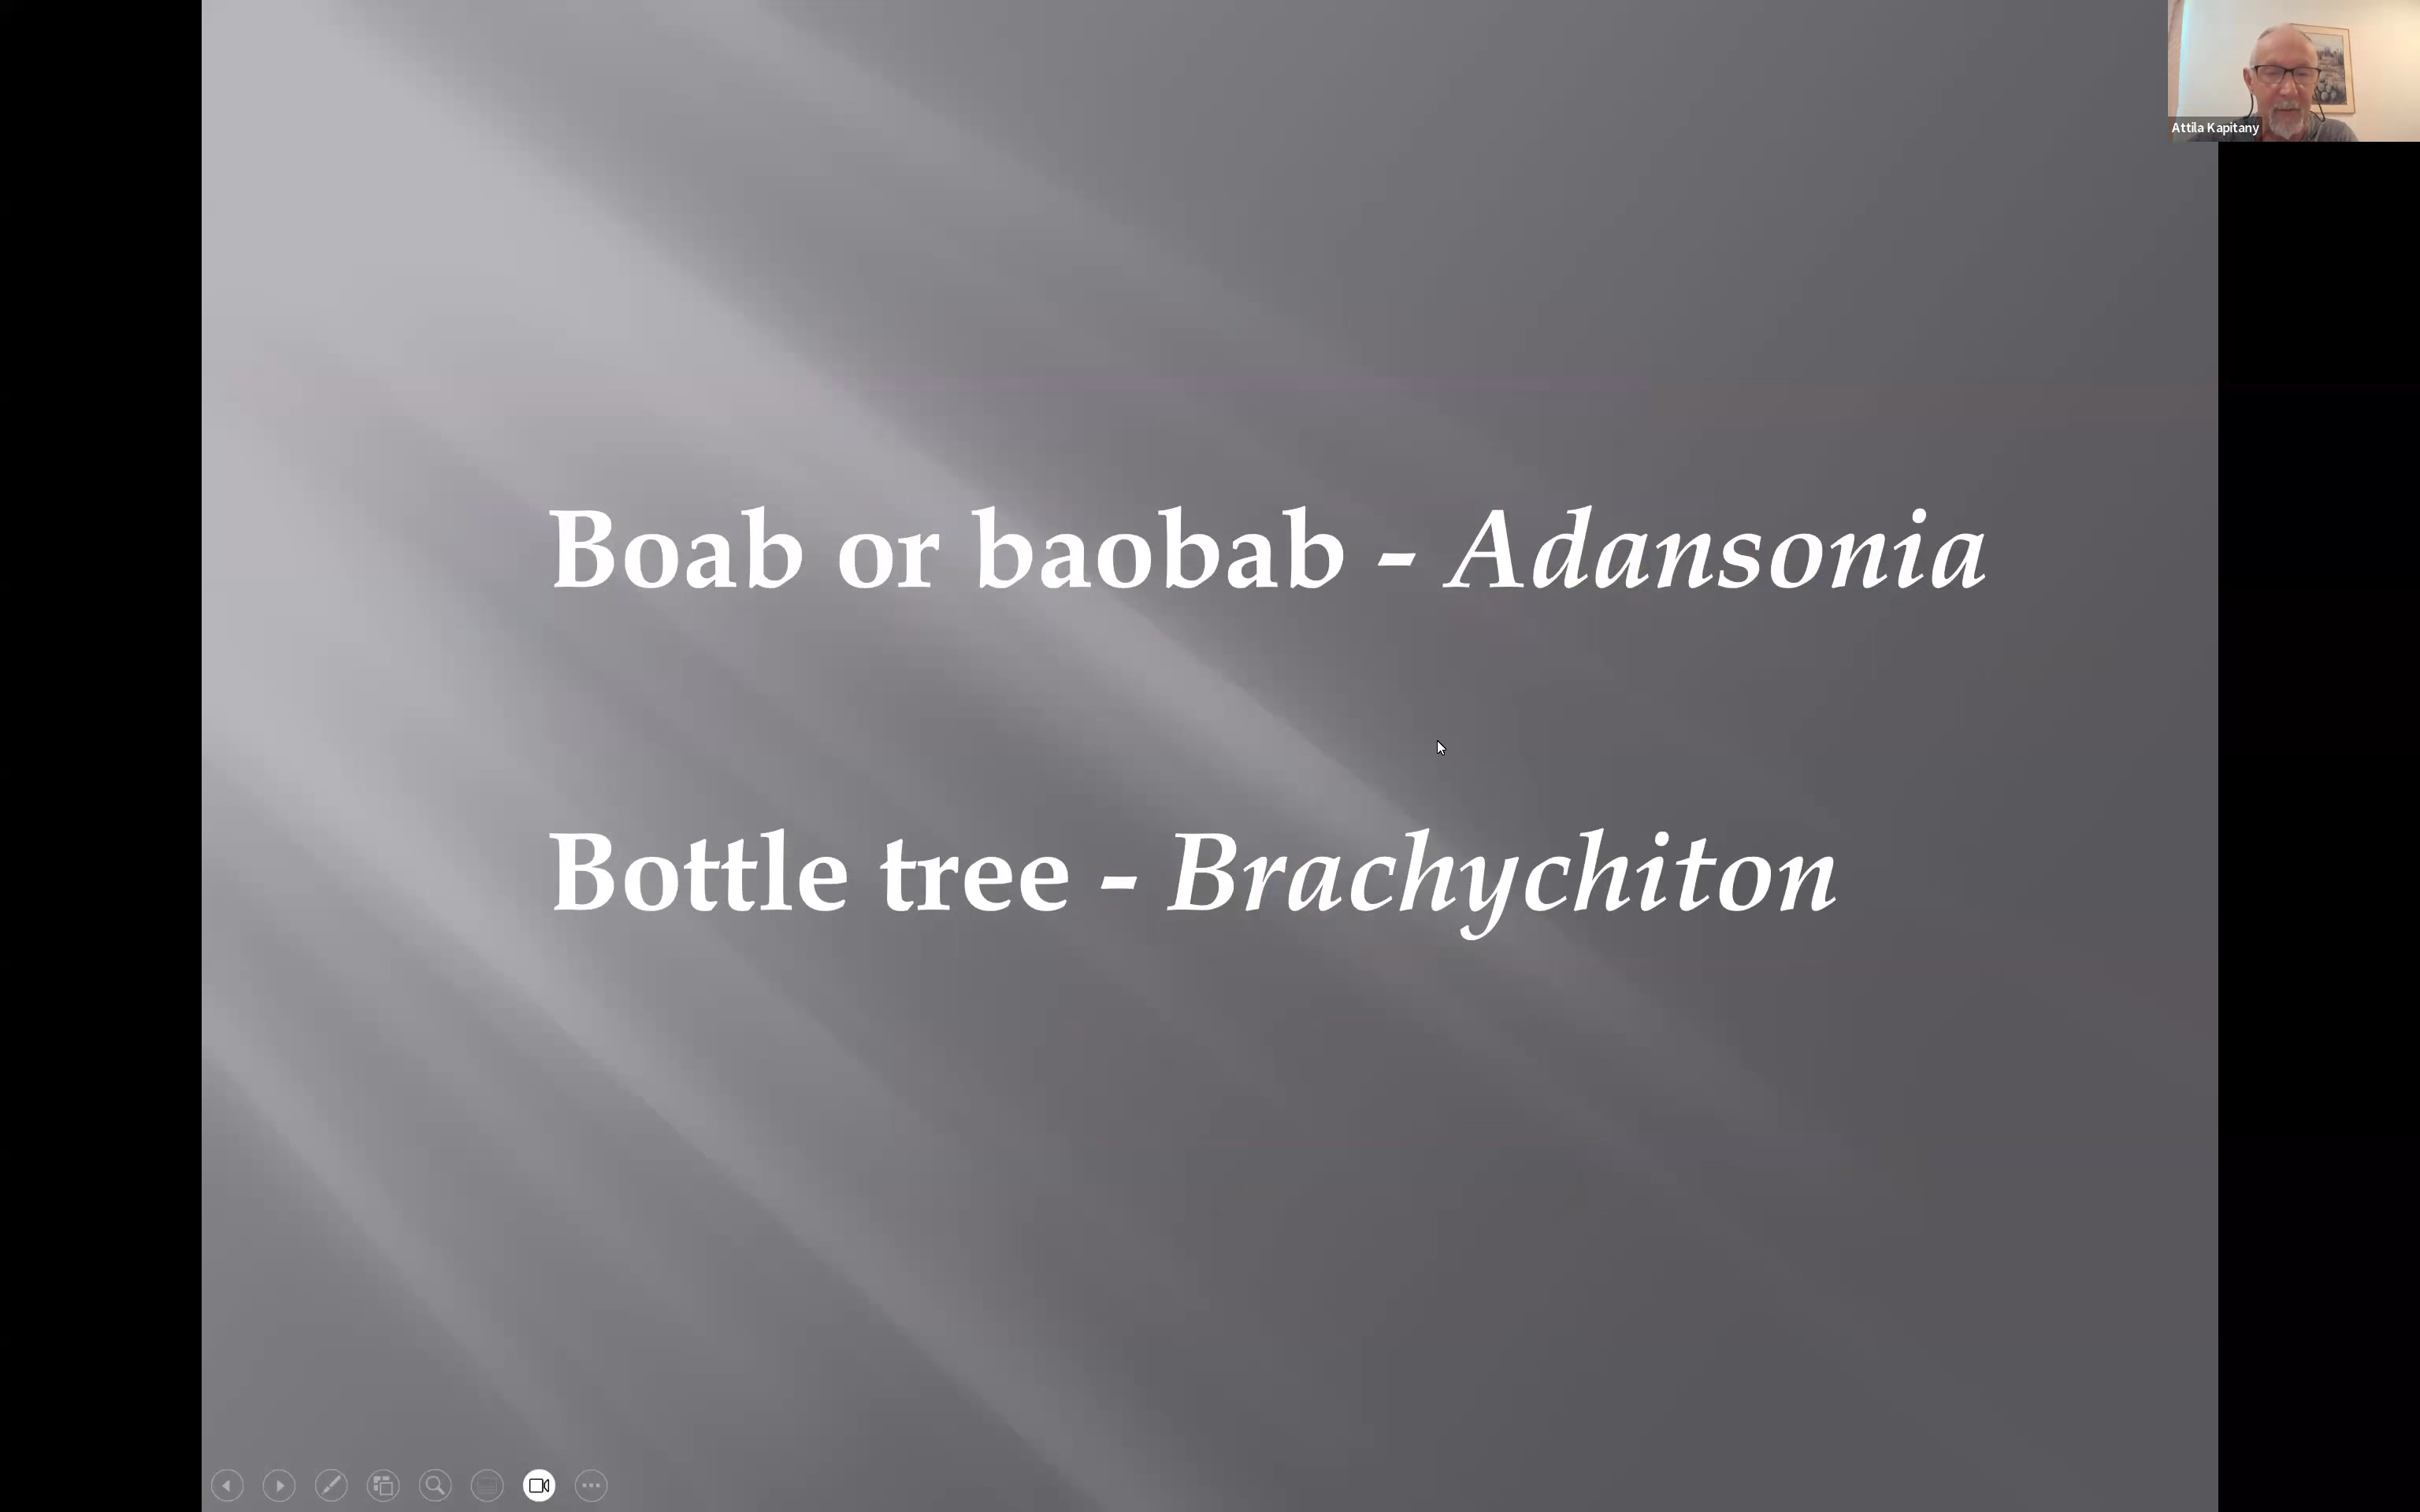 Attila Kapitany
Boab or baobab - Adansonia
Bottle tree - Brachychiton